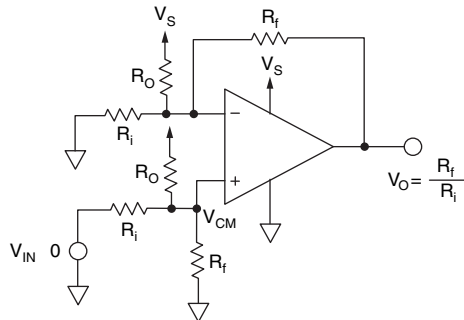 V_S
R_f
R_O
V_S
−
R_i
R_O
+
V_O = R_f
R_i
V_CM
R_i
V_IN 0
R_f